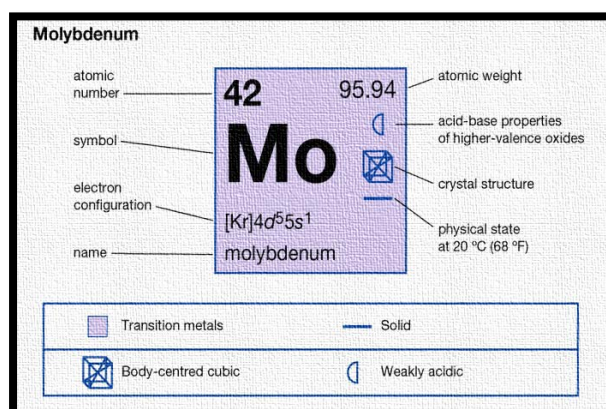 Molybdenum
atomic
number
42
95.94
atomic weight
symbol
Mo
acid-base properties
of higher-valence oxides
crystal structure
electron
configuration
[Kr]4d⁵5s¹
physical state
at 20 ºC (68 ºF)
name
molybdenum
Transition metals
Solid
Body-centred cubic
Weakly acidic